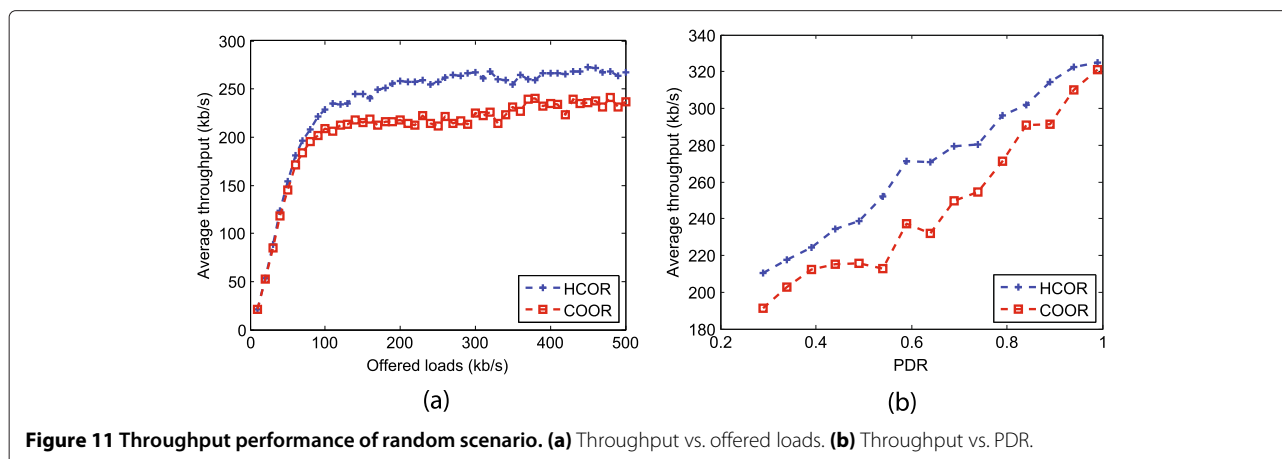 300
250
200
150
100
50
0
0 100 200 300 400 500
Average throughput (kb/s)
Offered loads (kb/s)
HCOR
COOR
(a)
340
320
300
280
260
240
220
200
180
0.2 0.4 0.6 0.8 1
Average throughput (kb/s)
PDR
HCOR
COOR
(b)
Figure 11 Throughput performance of random scenario. (a) Throughput vs. offered loads. (b) Throughput vs. PDR.